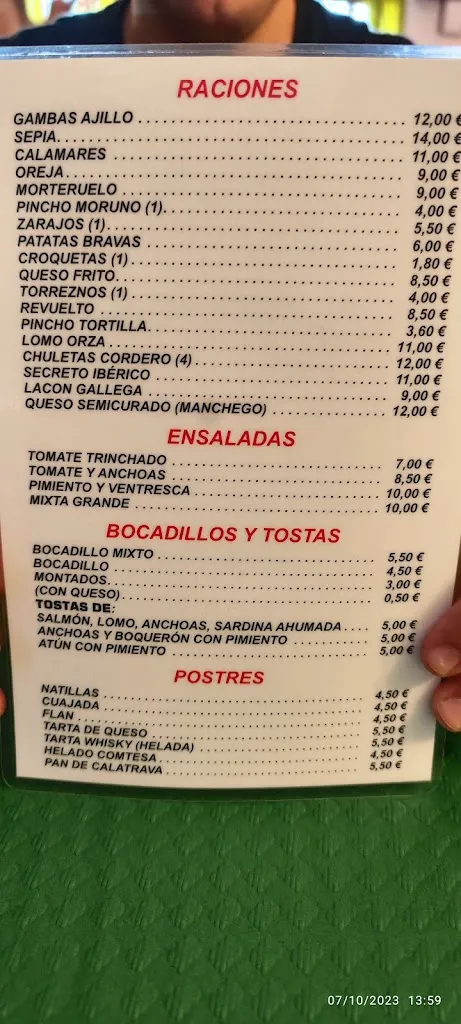 RACIONES
GAMBAS AJILLO ........................ 12,00 €
SEPIA........................ 14,00 €
CALAMARES ........................ 11,00 €
OREJA........................ 9,00 €
MORTERUELO ........................ 9,00 €
PINCHO MORUNO (1)........................ 4,00 €
ZARAJOS (1)........................ 5,50 €
PATATAS BRAVAS ........................ 6,00 €
CROQUETAS (1)........................ 1,80 €
QUESO FRITO........................ 8,50 €
TORREZNOS (1)........................ 4,00 €
REVUELTO ........................ 8,50 €
PINCHO TORTILLA........................ 3,60 €
LOMO ORZA........................ 11,00 €
CHULETAS CORDERO (4)........................ 12,00 €
SECRETO IBÉRICO ........................ 11,00 €
LACON GALLEGA ........................ 9,00 €
QUESO SEMICURADO (MANCHEGO) ............ 12,00 €
ENSALADAS
TOMATE TRINCHADO ........................ 7,00 €
TOMATE Y ANCHOAS ........................ 8,50 €
PIMIENTO Y VENTRESCA........................ 10,00 €
MIXTA GRANDE ........................ 10,00 €
BOCADILLOS Y TOSTAS
BOCADILLO MIXTO ........................ 5,50 €
BOCADILLO ........................ 4,50 €
MONTADOS........................ 3,00 €
(CON QUESO)........................ 0,50 €
TOSTAS DE:
SALMÓN, LOMO, ANCHOAS, SARDINA AHUMADA .... 5,00 €
ANCHOAS Y BOQUERÓN CON PIMIENTO ............ 5,00 €
ATÚN CON PIMIENTO ........................ 5,00 €
POSTRES
NATILLAS ........................ 4,50 €
CUAJADA ........................ 4,50 €
FLAN ........................ 4,50 €
TARTA DE QUESO ........................ 5,50 €
TARTA WHISKY (HELADA) ........................ 5,50 €
HELADO COMTESA........................ 4,50 €
PAN DE CALATRAVA ........................ 5,50 €
07/10/2023 13:59